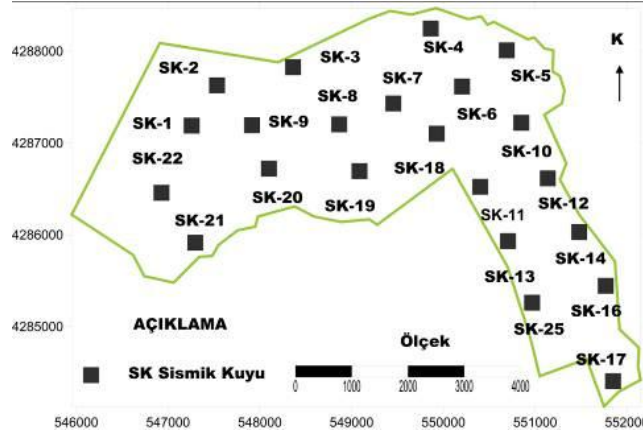 4288000
4287000
4286000
4285000
SK-4
K
SK-3
SK-2
SK-7
SK-5
SK-8
SK-1
SK-9
SK-6
SK-10
SK-22
SK-18
SK-20
SK-19
SK-12
SK-21
SK-11
SK-14
SK-13
SK-16
SK-25
AÇIKLAMA
Ölçek
SK-17
SK Sismik Kuyu
0 1000 2000 3000 4000
546000 547000 548000 549000 550000 551000 552000